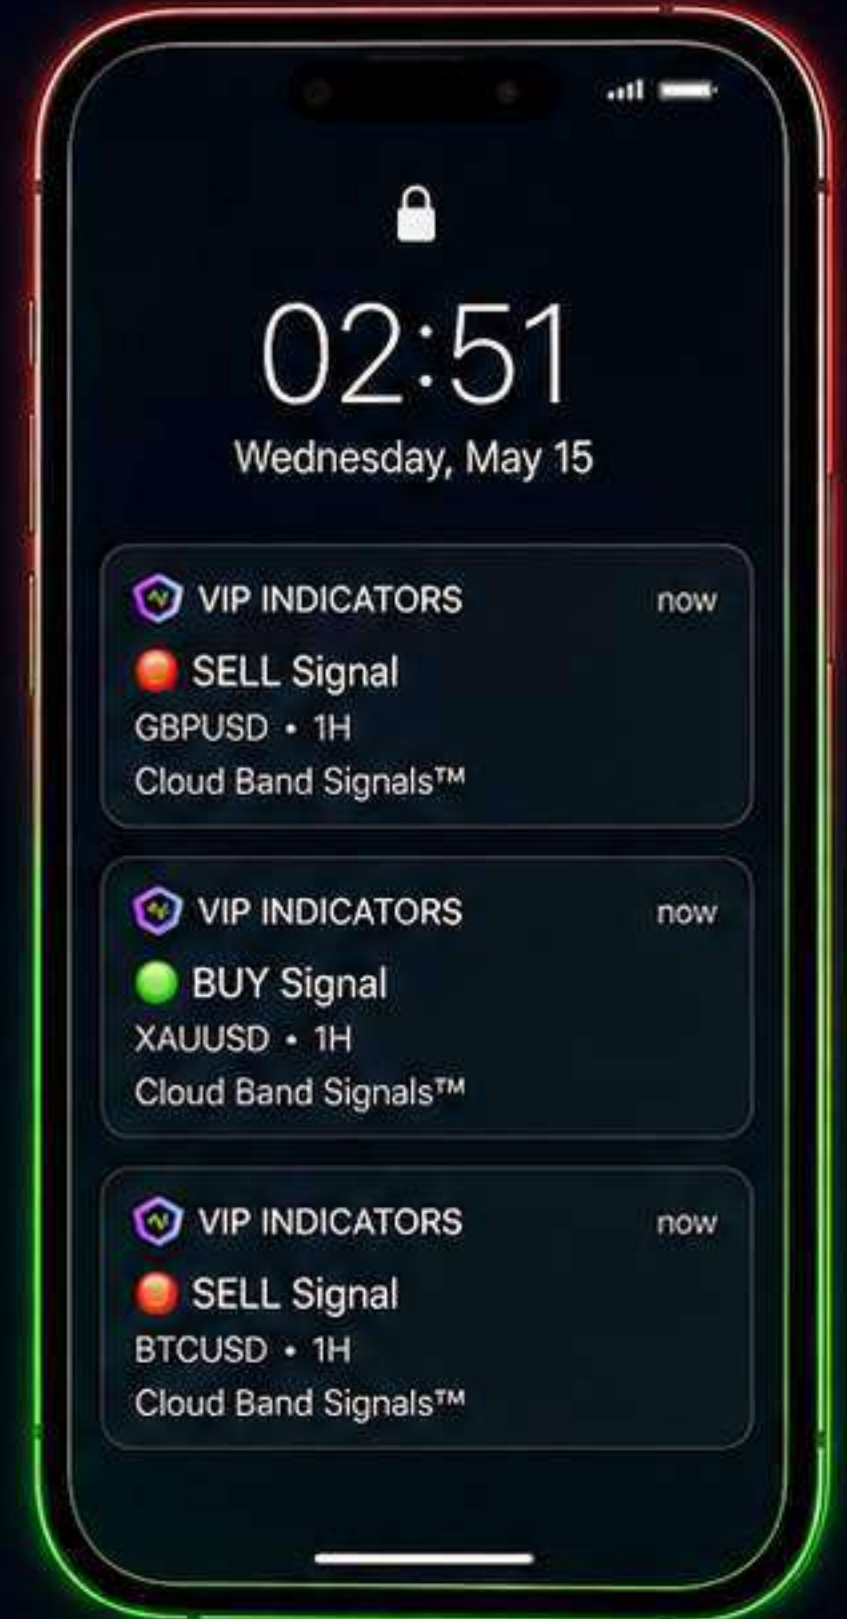 02:51
Wednesday, May 15
VIP INDICATORS now
🔴 SELL Signal
GBPUSD • 1H
Cloud Band Signals™
VIP INDICATORS now
🟢 BUY Signal
XAUUSD • 1H
Cloud Band Signals™
VIP INDICATORS now
🔴 SELL Signal
BTCUSD • 1H
Cloud Band Signals™